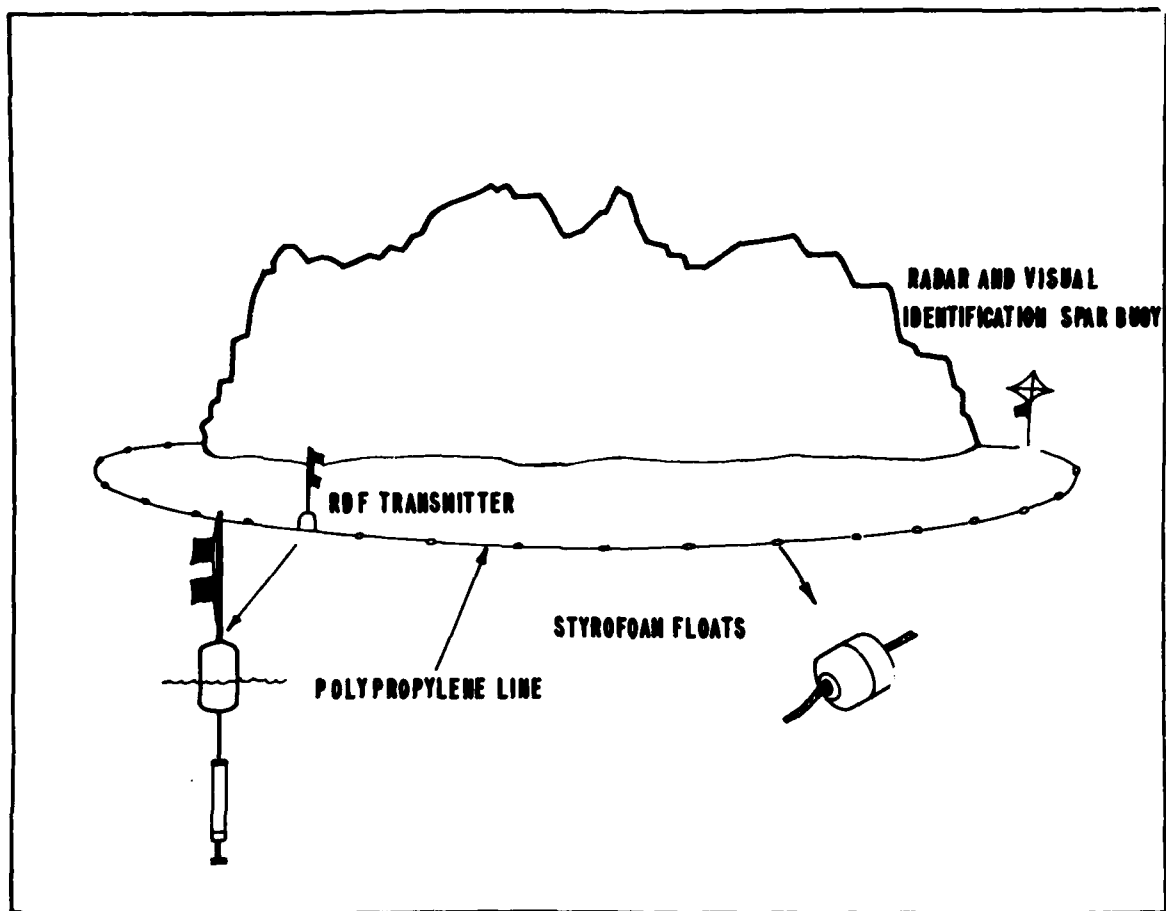 RADAR AND VISUAL
IDENTIFICATION SPAR BUOY
RDF TRANSMITTER
STYROFOAM FLOATS
POLYPROPYLENE LINE